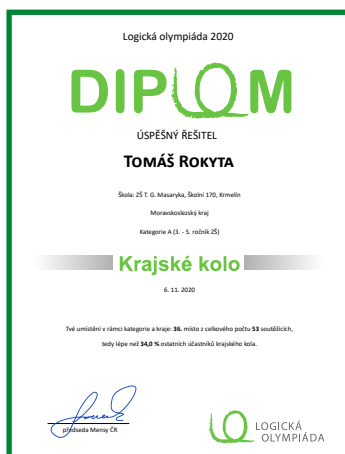 Logická olympiáda 2020
DIPLOM
ÚSPĚŠNÝ ŘEŠITEL
TOMÁŠ ROKYTA
Škola: ZŠ T. G. Masaryka, Školní 170, Krmelín
Moravskoslezský kraj
Kategorie A (3. - 5. ročník ZŠ)
Krajské kolo
6. 11. 2020
Tvé umístění v rámci kategorie a kraje: 36. místo z celkového počtu 53 soutěžících,
tedy lépe než 34,0 % ostatních účastníků krajského kola.
předseda Mensy ČR
LOGICKÁ
OLYMPIÁDA